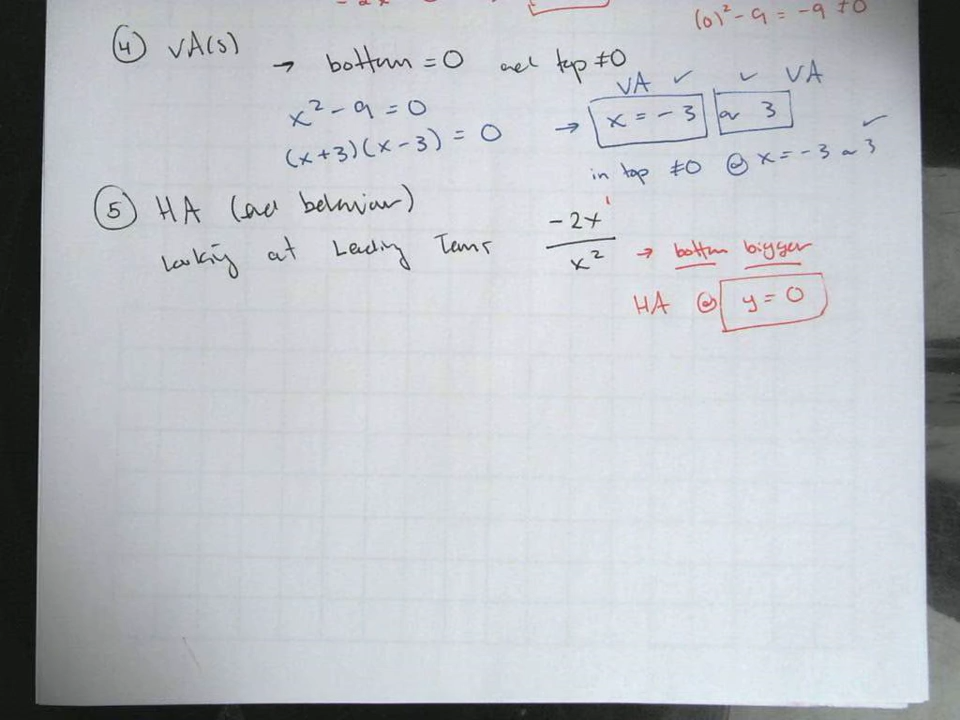 (0)² - 9 = -9 ≠0
④ VA(s)
→ bottom = 0 and top ≠0
VA ✓ ✓ VA
x² - 9 = 0
(x+3)(x-3) = 0 → x = -3 or 3
in top ≠0 @ x = -3 or 3 ✓
⑤ HA (end behavior)
looking at Leading Terms
-2x¹
x²
→ bottom bigger
HA @ y = 0